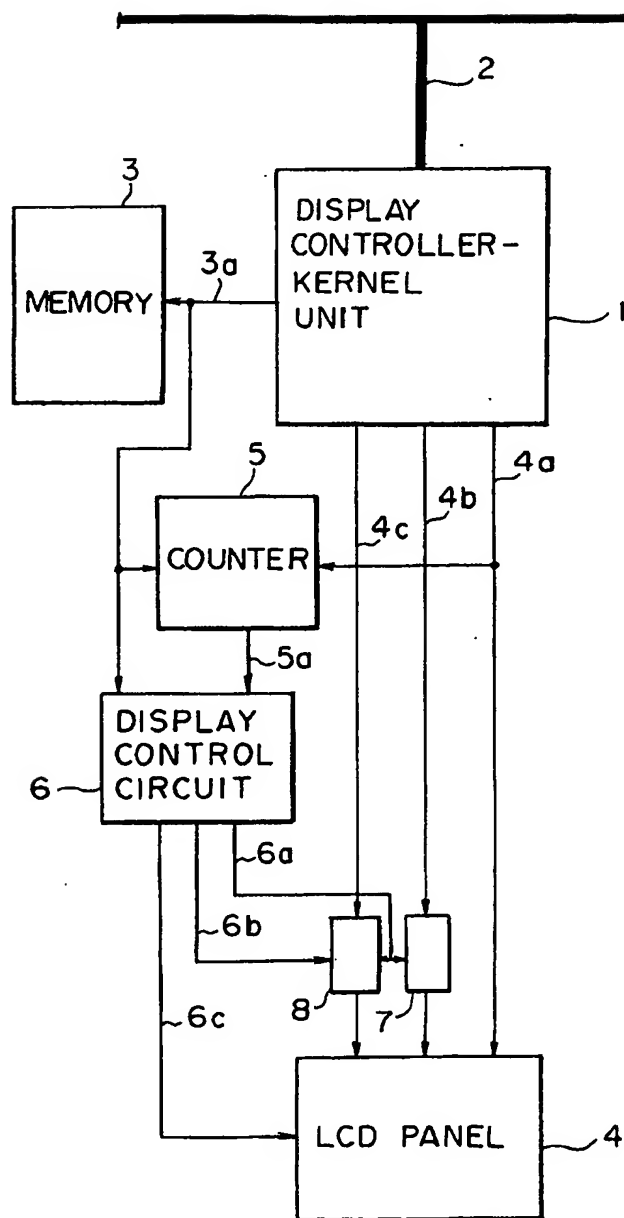 2
3
MEMORY
3a
DISPLAY
CONTROLLER-
KERNEL
UNIT
1
4a
4b
4c
5
COUNTER
5a
DISPLAY
CONTROL
CIRCUIT
6
6a
6b
6c
8
7
LCD PANEL
4